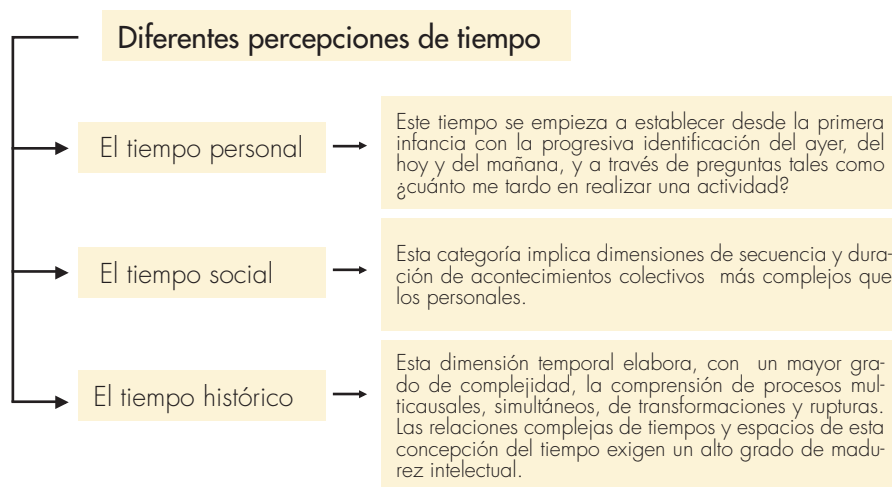 Diferentes percepciones de tiempo
El tiempo personal
Este tiempo se empieza a establecer desde la primera
infancia con la progresiva identificación del ayer, del
hoy y del mañana, y a través de preguntas tales como
¿cuánto me tardo en realizar una actividad?
El tiempo social
Esta categoría implica dimensiones de secuencia y dura-
ción de acontecimientos colectivos más complejos que
los personales.
El tiempo histórico
Esta dimensión temporal elabora, con un mayor gra-
do de complejidad, la comprensión de procesos mul-
ticausales, simultáneos, de transformaciones y rupturas.
Las relaciones complejas de tiempos y espacios de esta
concepción del tiempo exigen un alto grado de madu-
rez intelectual.